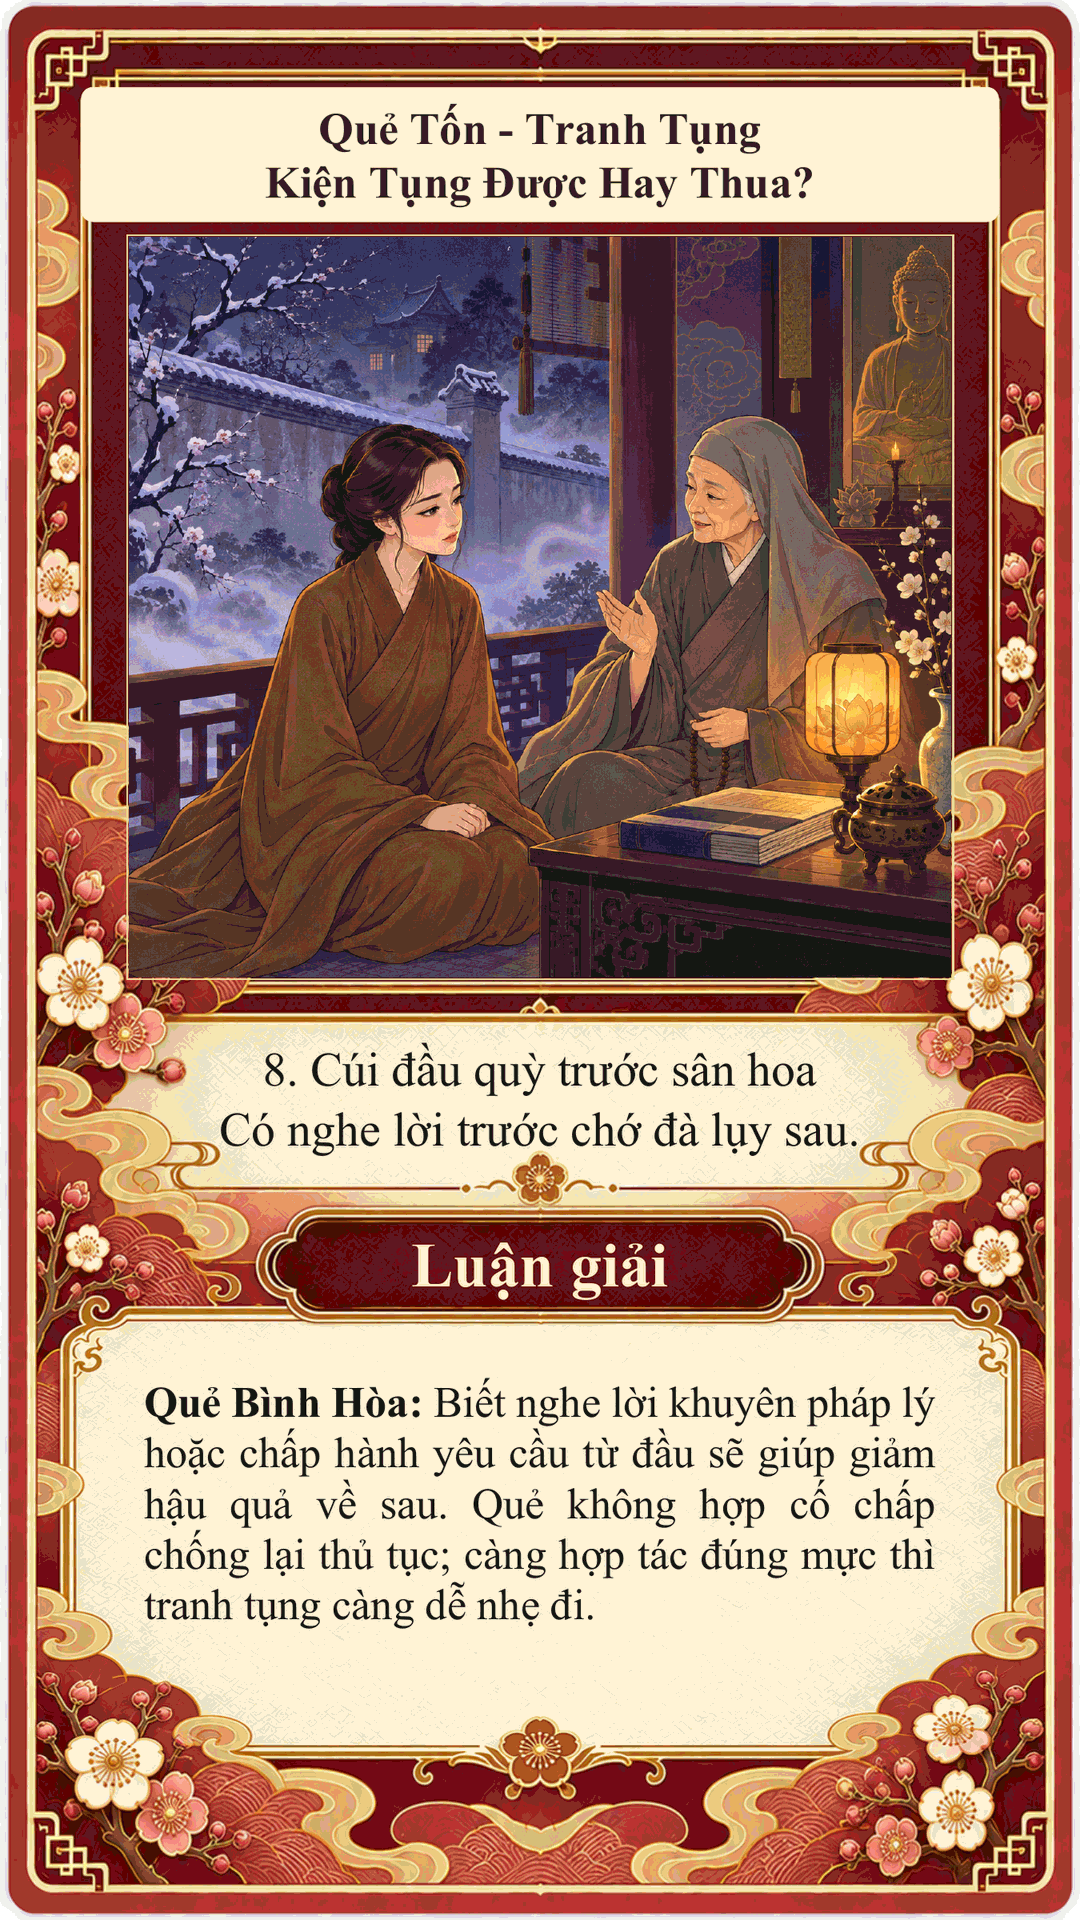 Quẻ Tốn - Tranh Tụng
Kiện Tụng Được Hay Thua?
8. Cúi đầu quỳ trước sân hoa
Có nghe lời trước chớ đà lụy sau.
Luận giải
Quẻ Bình Hòa: Biết nghe lời khuyên pháp lý
hoặc chấp hành yêu cầu từ đầu sẽ giúp giảm
hậu quả về sau. Quẻ không hợp cố chấp
chống lại thủ tục; càng hợp tác đúng mực thì
tranh tụng càng dễ nhẹ đi.